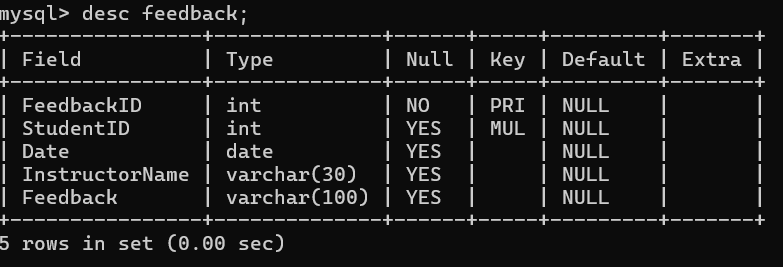 mysql> desc feedback;
+----------------+--------------+------+-----+---------+-------+
| Field          | Type         | Null | Key | Default | Extra |
+----------------+--------------+------+-----+---------+-------+
| FeedbackID     | int          | NO   | PRI | NULL    |       |
| StudentID      | int          | YES  | MUL | NULL    |       |
| Date           | date         | YES  |     | NULL    |       |
| InstructorName | varchar(30)  | YES  |     | NULL    |       |
| Feedback       | varchar(100) | YES  |     | NULL    |       |
+----------------+--------------+------+-----+---------+-------+
5 rows in set (0.00 sec)